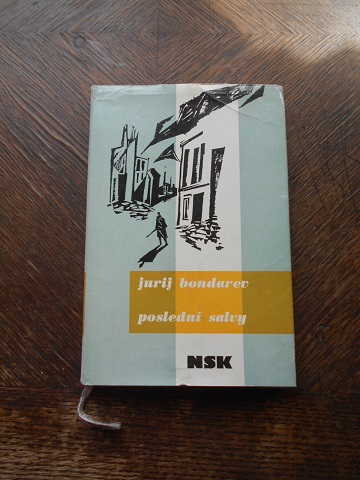 jurij bondarev
poslední salvy
NSK